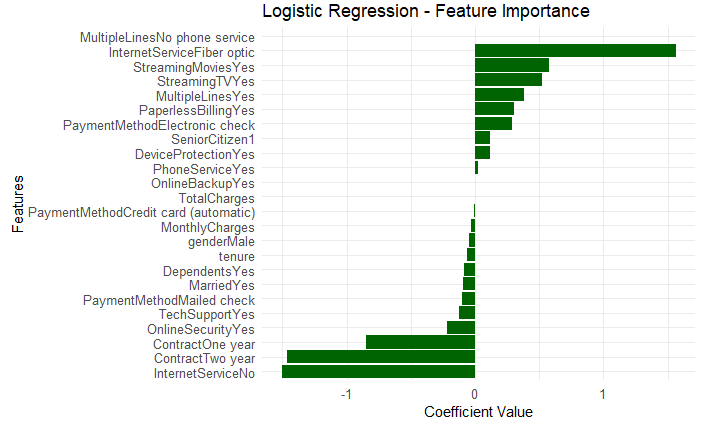 Logistic Regression - Feature Importance
MultipleLinesNo phone service
InternetServiceFiber optic
StreamingMoviesYes
StreamingTVYes
MultipleLinesYes
PaperlessBillingYes
PaymentMethodElectronic check
SeniorCitizen1
DeviceProtectionYes
PhoneServiceYes
OnlineBackupYes
TotalCharges
PaymentMethodCredit card (automatic)
MonthlyCharges
genderMale
tenure
DependentsYes
MarriedYes
PaymentMethodMailed check
TechSupportYes
OnlineSecurityYes
ContractOne year
ContractTwo year
InternetServiceNo
Features
-1 0 1
Coefficient Value